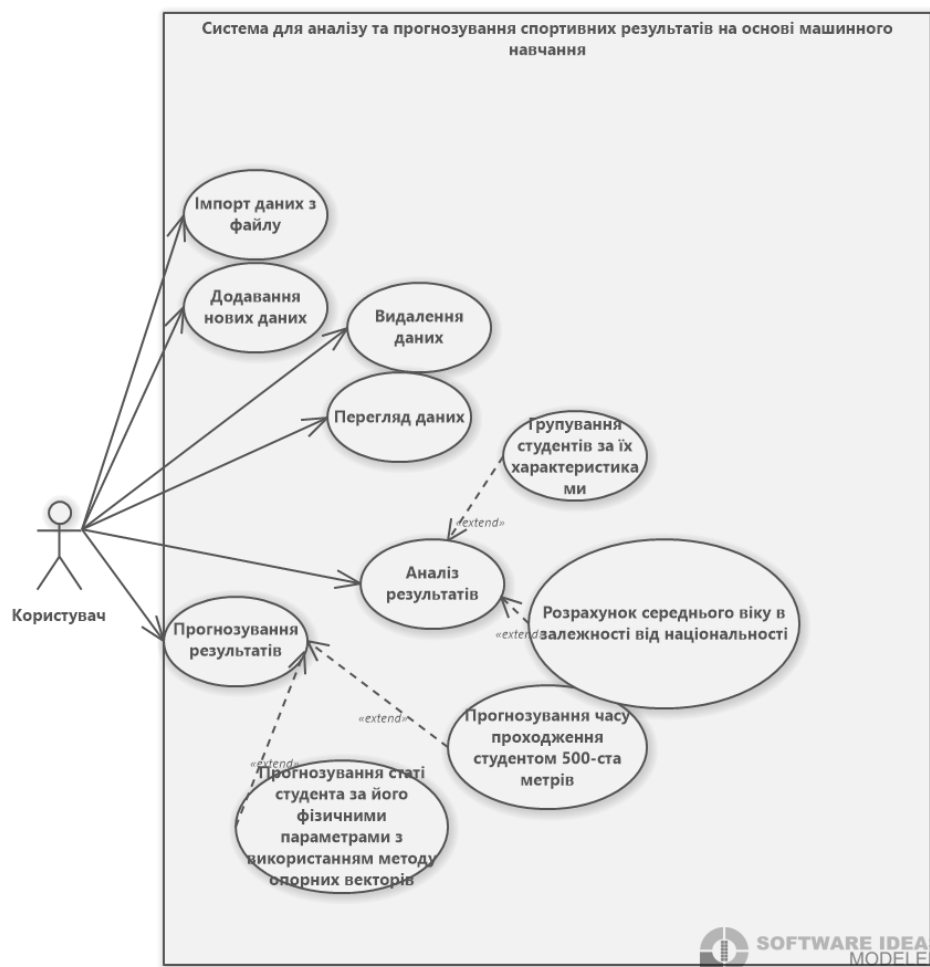 Система для аналізу та прогнозування спортивних результатів на основі машинного
навчання
Імпорт даних з
файлу
Додавання
нових даних
Видалення
даних
Перегляд даних
Групування
студентів за їх
характеристика
ми
«extend»
Аналіз
результатів
Розрахунок середнього віку в
залежності від національності
«extend»
Користувач
Прогнозування
результатів
«extend»
Прогнозування часу
проходження
студентом 500-ста
метрів
«extend»
Прогнозування статі
студента за його
фізичними
параметрами з
використанням методу
опорних векторів
SOFTWARE IDEAS
MODELER